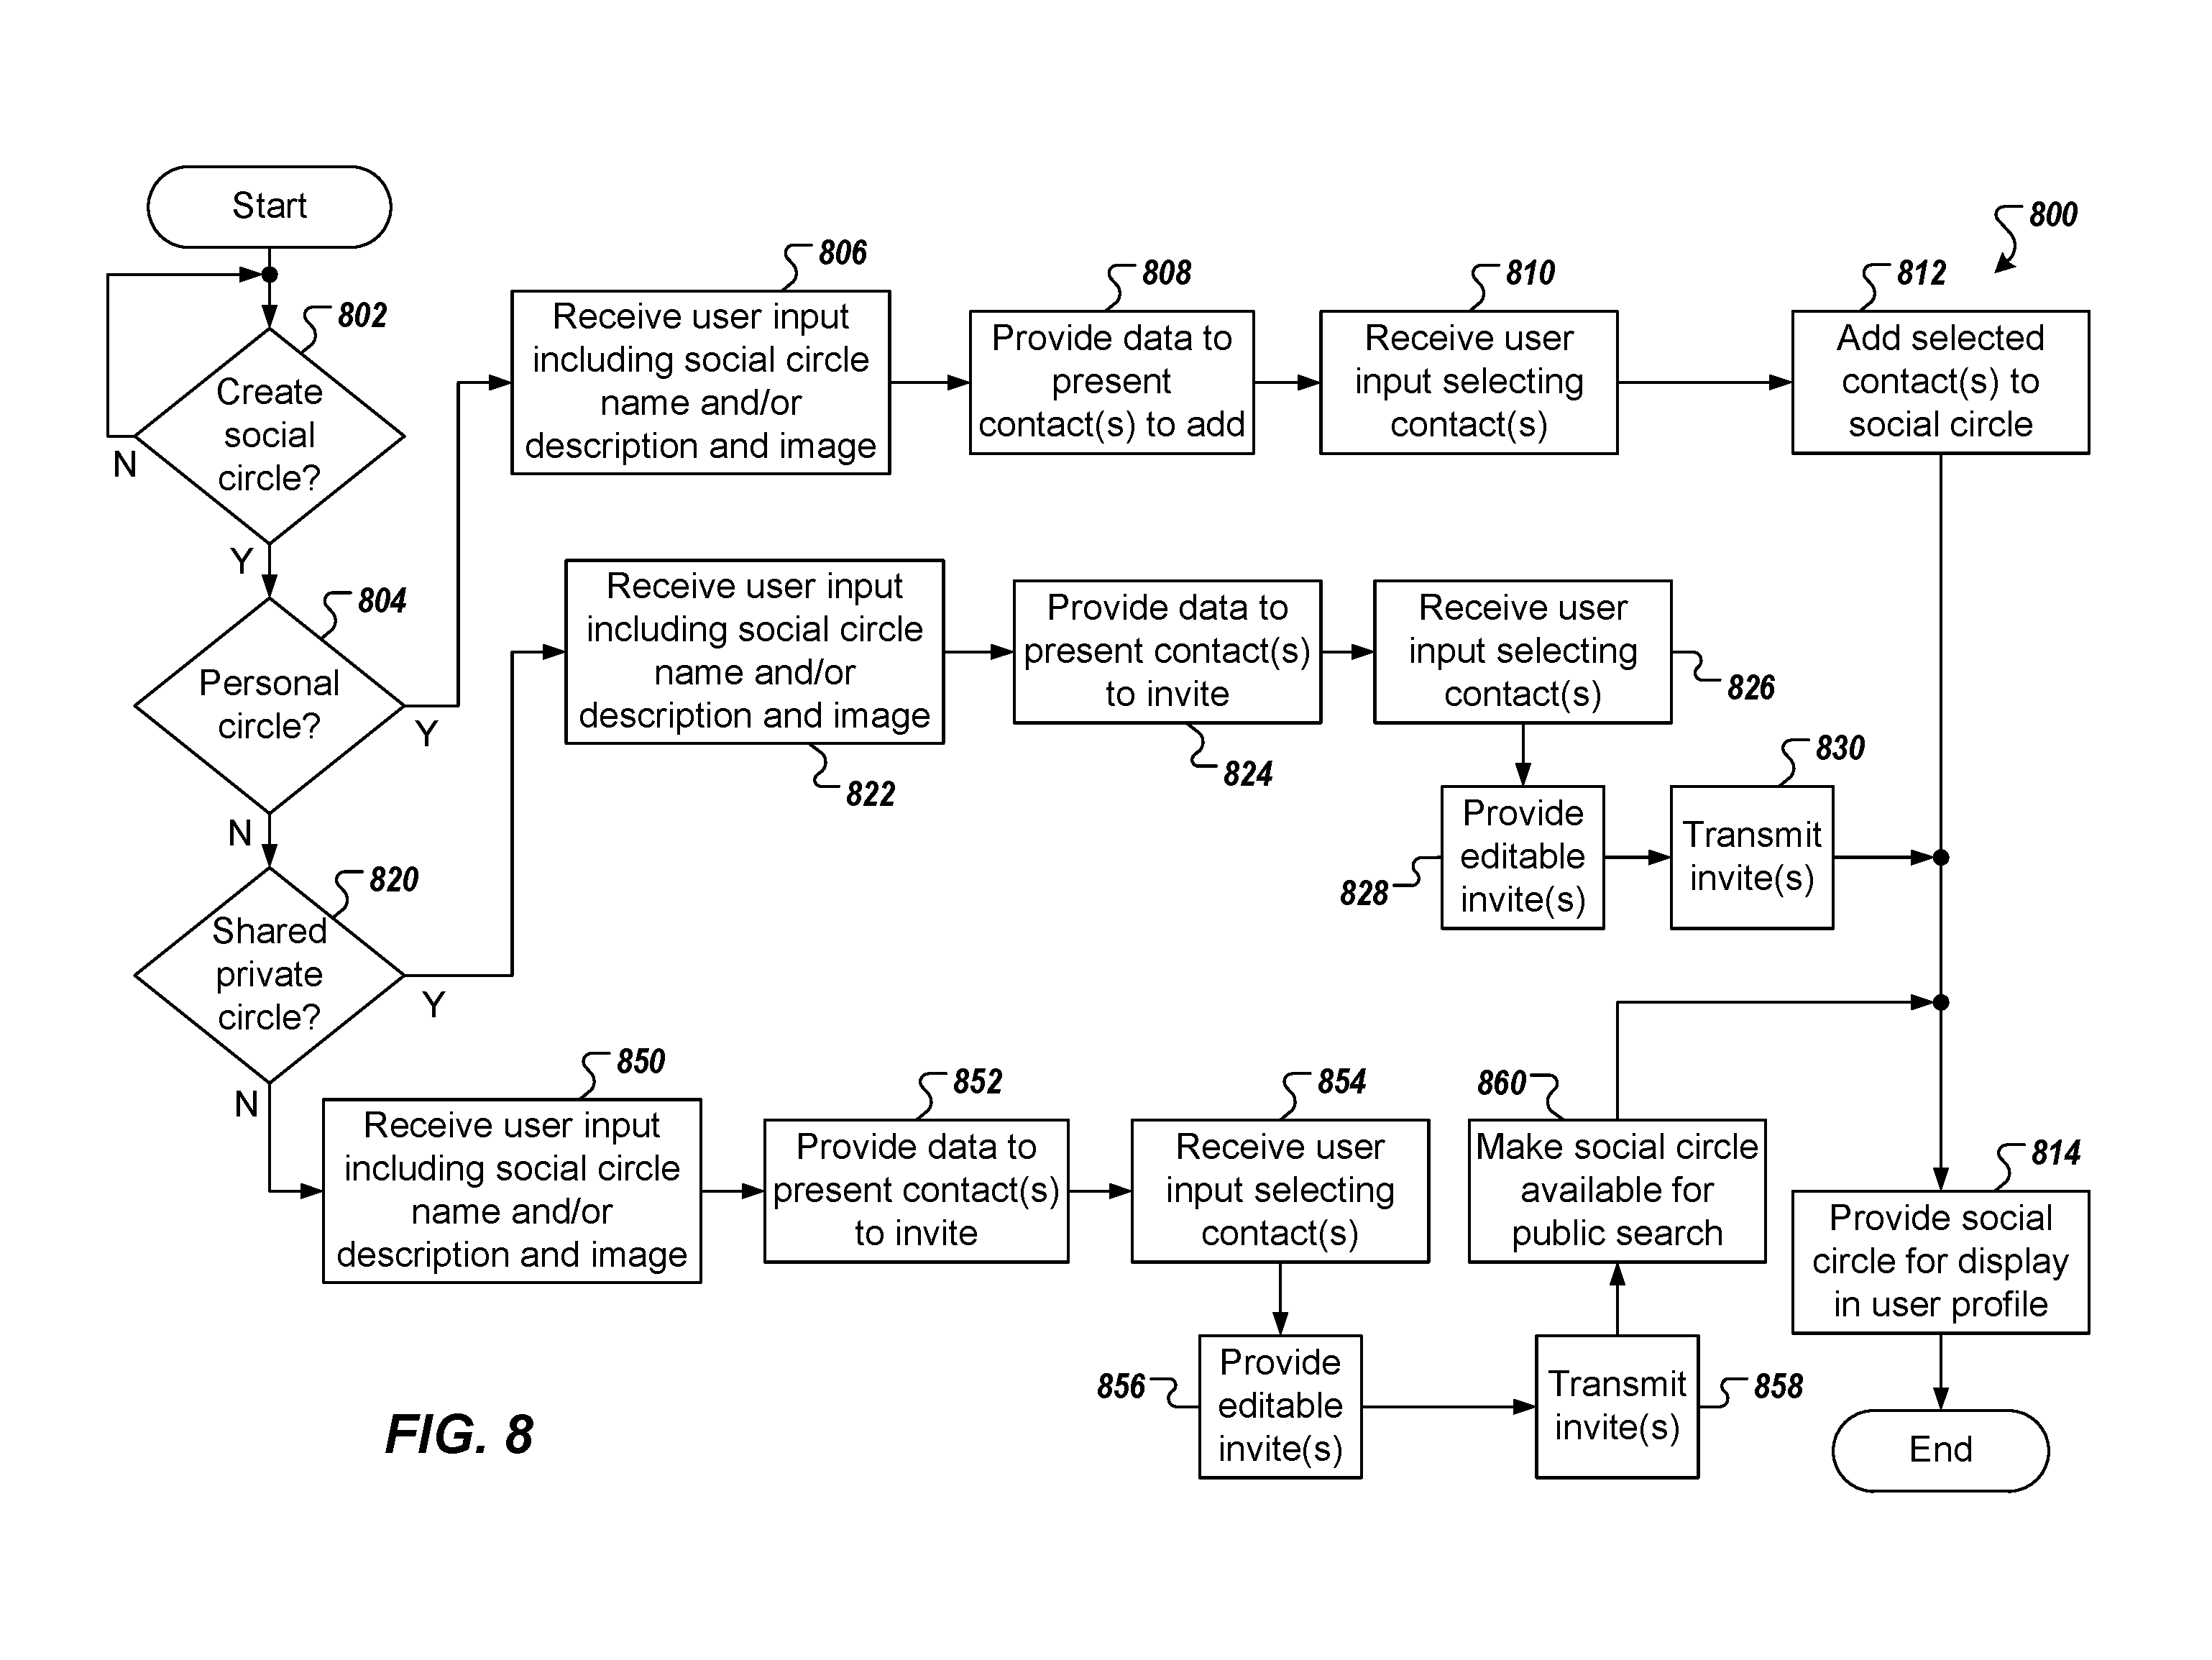 Start
800
806
808
810
812
802
Receive user input
including social circle
name and/or
description and image
Provide data to
present
contact(s) to add
Receive user
input selecting
contact(s)
Add selected
contact(s) to
social circle
Create
social
circle?
N
Y
804
Personal
circle?
Y
N
Receive user input
including social circle
name and/or
description and image
822
Provide data to
present contact(s)
to invite
824
Receive user
input selecting
contact(s)
826
Provide
editable
invite(s)
828
830
Transmit
invite(s)
820
Shared
private
circle?
Y
N
850
Receive user input
including social circle
name and/or
description and image
852
Provide data to
present contact(s)
to invite
854
Receive user
input selecting
contact(s)
860
Make social circle
available for
public search
814
Provide social
circle for display
in user profile
856
Provide
editable
invite(s)
Transmit
invite(s)
858
End
FIG. 8